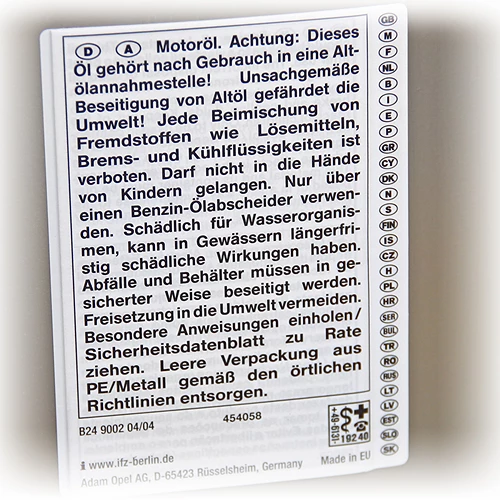 D A Motoröl. Achtung: Dieses
Öl gehört nach Gebrauch in eine Alt-
ölannahmestelle! Unsachgemäße
Beseitigung von Altöl gefährdet die
Umwelt! Jede Beimischung von
Fremdstoffen wie Lösemitteln,
Brems- und Kühlflüssigkeiten ist
verboten. Darf nicht in die Hände
von Kindern gelangen. Nur über
einen Benzin-Ölabscheider verwen-
den. Schädlich für Wasserorganis-
men, kann in Gewässern längerfri-
stig schädliche Wirkungen haben.
Abfälle und Behälter müssen in ge-
sicherter Weise beseitigt werden.
Freisetzung in die Umwelt vermeiden.
Besondere Anweisungen einholen/
Sicherheitsdatenblatt zu Rate
ziehen. Leere Verpackung aus
PE/Metall gemäß den örtlichen
Richtlinien entsorgen.
B24 9002 04/04 454058
+49-6131-
19240
i www.ifz-berlin.de
Adam Opel AG, D-65423 Rüsselsheim, Germany Made in EU
GB
M
F
NL
B
I
E
P
GR
CY
DK
N
S
FIN
IS
CZ
H
PL
HR
SER
BUL
TR
RO
RUS
LT
LV
EST
SLO
SK